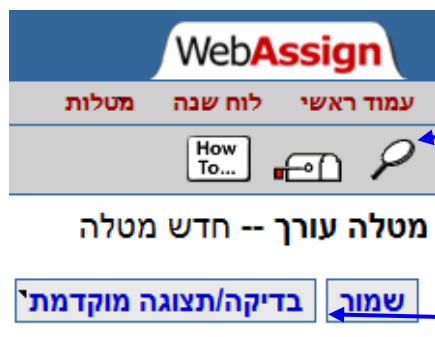 WebAssign
עמוד ראשי לוח שנה מטלות
How
To...
מטלה עורך -- חדש מטלה
שמור בדיקה/תצוגה מוקדמת